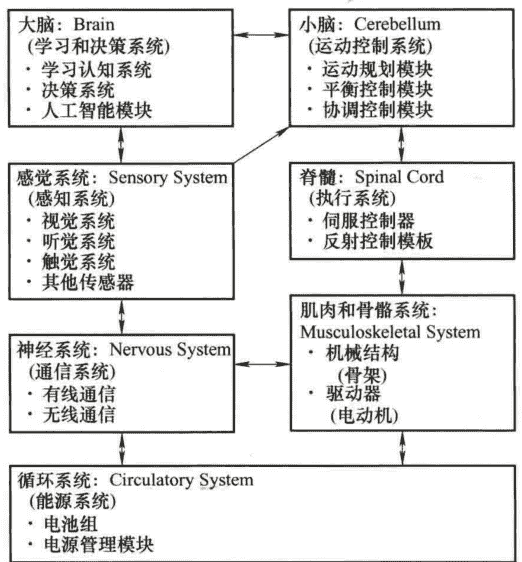 大脑: Brain
(学习和决策系统)
· 学习认知系统
· 决策系统
· 人工智能模块
小脑: Cerebellum
(运动控制系统)
· 运动规划模块
· 平衡控制模块
· 协调控制模块
感觉系统: Sensory System
(感知系统)
· 视觉系统
· 听觉系统
· 触觉系统
· 其他传感器
脊髓: Spinal Cord
(执行系统)
· 伺服控制器
· 反射控制模板
神经系统: Nervous System
(通信系统)
· 有线通信
· 无线通信
肌肉和骨骼系统:
Musculoskeletal System
· 机械结构
(骨架)
· 驱动器
(电动机)
循环系统: Circulatory System
(能源系统)
· 电池组
· 电源管理模块